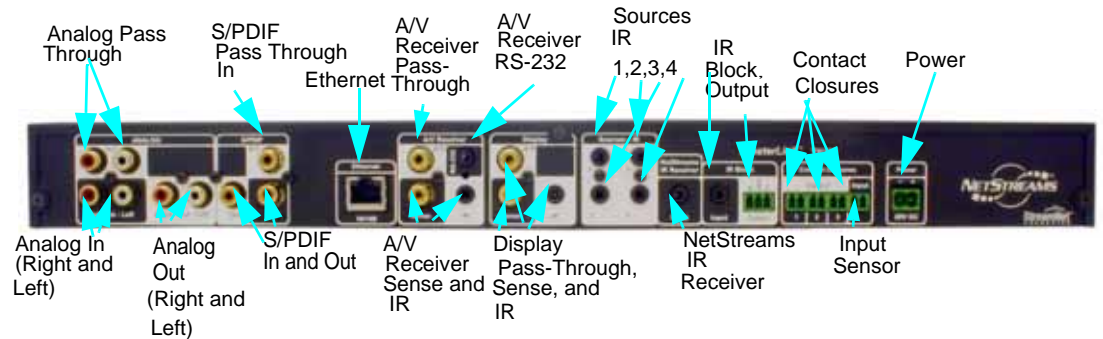 Analog Pass
Through
S/PDIF
Pass Through
In
Ethernet
A/V
Receiver
Pass-
Through
A/V
Receiver
RS-232
Sources
IR
1,2,3,4
IR
Block,
Output
Contact
Closures
Power
Ethernet
NETSTREAMS
Analog In
(Right and
Left)
Analog
Out
(Right and
Left)
S/PDIF
In and Out
A/V
Receiver
Sense and
IR
Display
Pass-Through,
Sense, and
IR
NetStreams
IR
Receiver
Input
Sensor